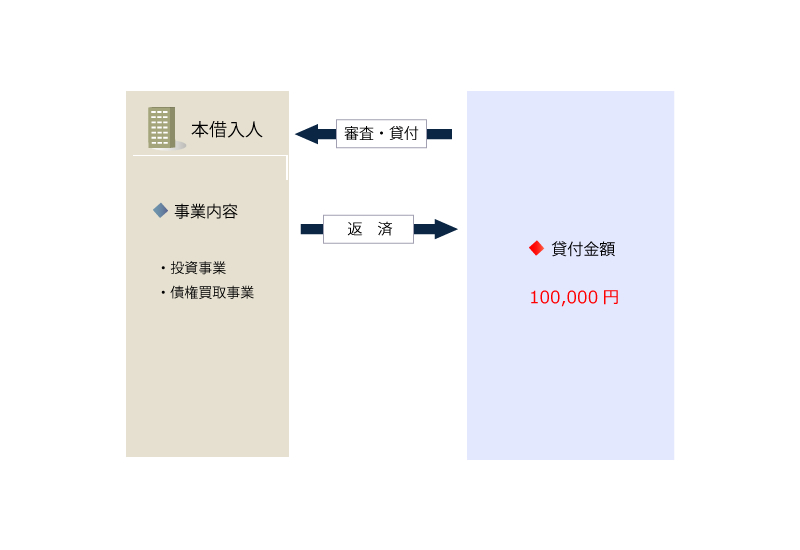 本借入人
審査・貸付
事業内容
返　済
・投資事業
・債権買取事業
貸付金額
100,000 円